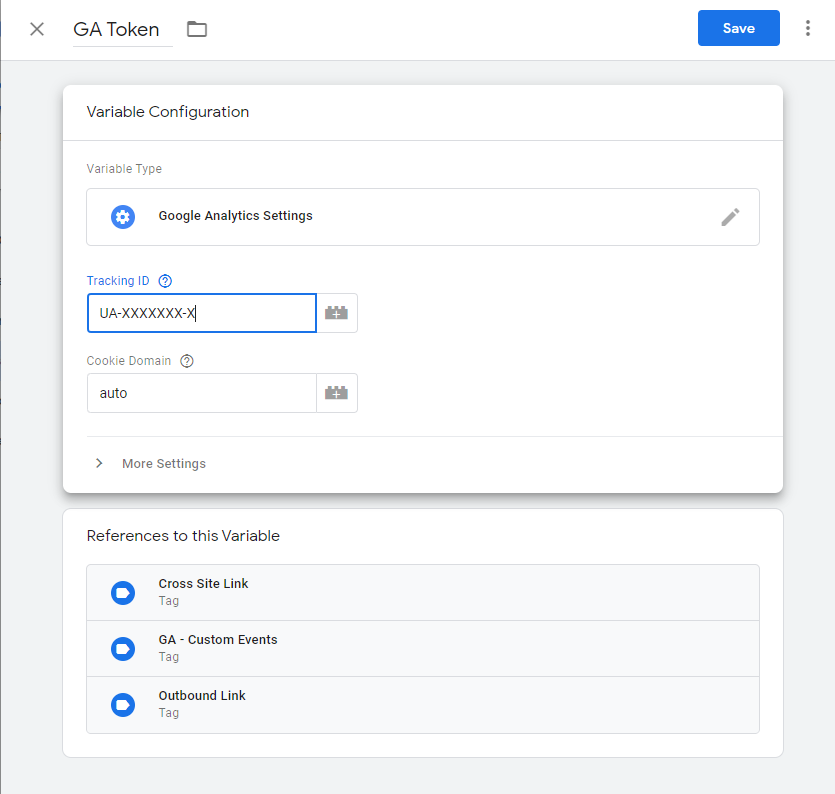 GA Token
Save
Variable Configuration
Variable Type
Google Analytics Settings
Tracking ID
UA-XXXXXXX-X
Cookie Domain
auto
More Settings
References to this Variable
Cross Site Link
Tag
GA - Custom Events
Tag
Outbound Link
Tag